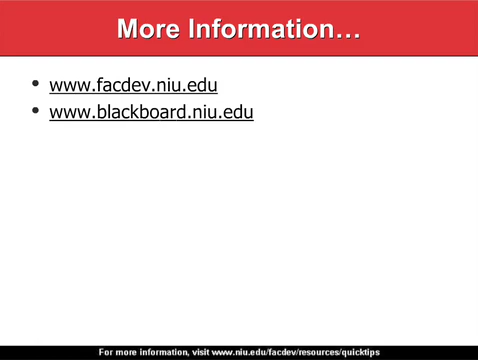 More Information…
• www.facdev.niu.edu
• www.blackboard.niu.edu
For more information, visit www.niu.edu/facdev/resources/quicktips